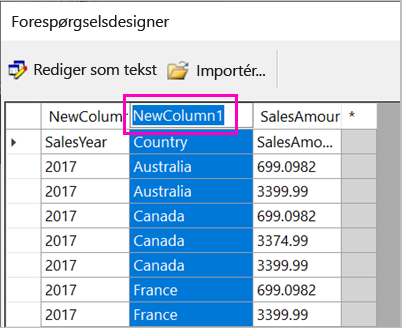 Forespørgselsdesigner
Rediger som tekst Importér...
NewColumn NewColumn1 SalesAmour *
SalesYear Country SalesAmo...
2017 Australia 699.0982
2017 Australia 3399.99
2017 Canada 699.0982
2017 Canada 3374.99
2017 Canada 3399.99
2017 France 699.0982
2017 France 3399.99